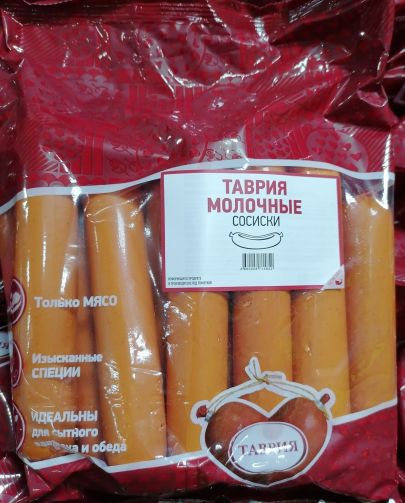 ТАВРИЯ
МОЛОЧНЫЕ
СОСИСКИ
Только МЯСО
Изысканные
СПЕЦИИ
ИДЕАЛЬНЫ
для сытного
и обеда
ТАВРИЯ